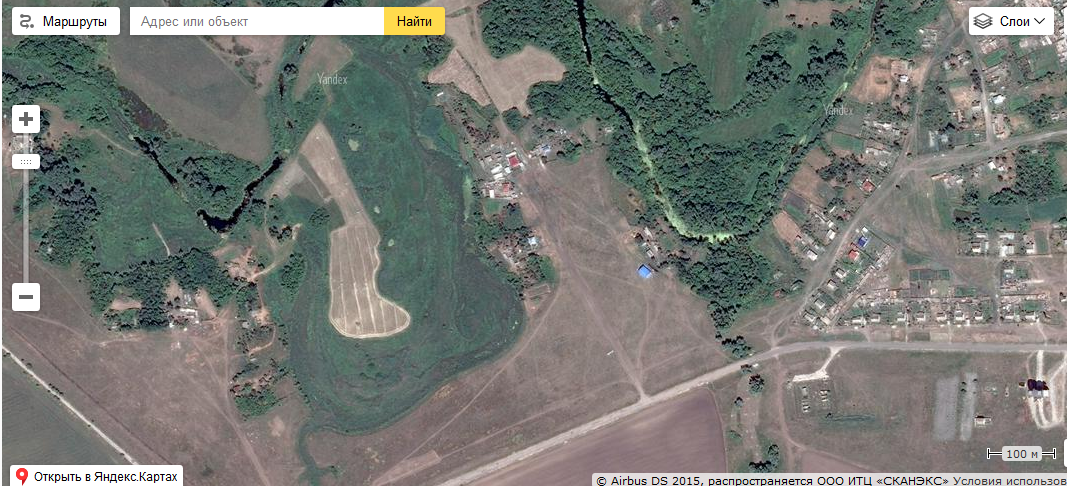 Маршруты
Адрес или объект
Найти
Слои
Yandex
Yandex
100 м
Открыть в Яндекс.Картах
© Airbus DS 2015, распространяется ООО ИТЦ «СКАНЭКС» Условия использов